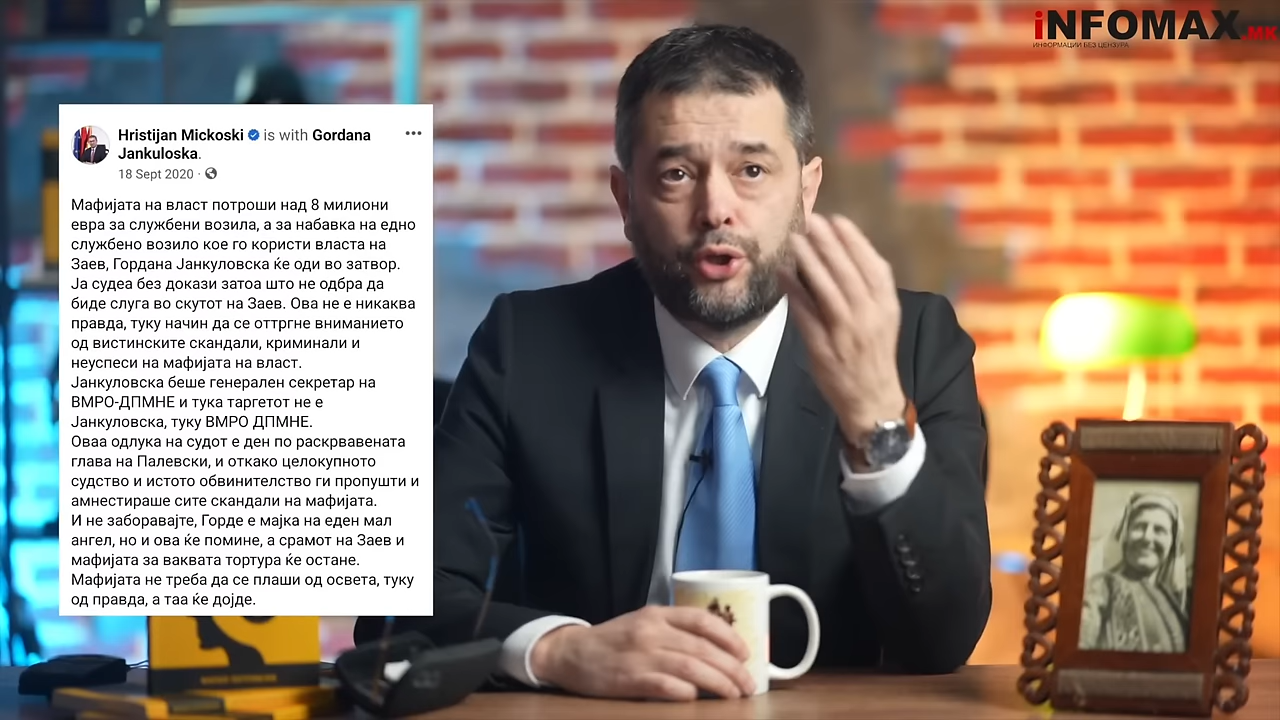 iNFOMAX.MK
ИНФОРМАЦИИ БЕЗ ЦЕНЗУРА
Hristijan Mickoski is with Gordana
Jankuloska.
18 Sept 2020 ·
Мафијата на власт потроши над 8 милиони
евра за службени возила, а за набавка на едно
службено возило кое го користи власта на
Заев, Гордана Јанкуловска ќе оди во затвор.
Ја судеа без докази затоа што не одбра да
биде слуга во скутот на Заев. Ова не е никаква
правда, туку начин да се оттргне вниманието
од вистинските скандали, криминали и
неуспеси на мафијата на власт.
Јанкуловска беше генерален секретар на
ВМРО-ДПМНЕ и тука таргетот не е
Јанкуловска, туку ВМРО ДПМНЕ.
Оваа одлука на судот е ден по раскрвавената
глава на Палевски, и откако целокупното
судство и истото обвинителство ги пропушти и
амнестираше сите скандали на мафијата.
И не заборавајте, Горде е мајка на еден мал
ангел, но и ова ќе помине, а срамот на Заев и
мафијата за ваквата тортура ќе остане.
Мафијата не треба да се плаши од освета, туку
од правда, а таа ќе дојде.